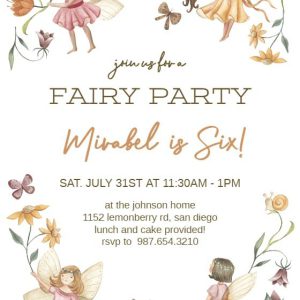 join us for a
FAIRY PARTY
Mirabel is Six!
SAT. JULY 31ST AT 11:30AM - 1PM
at the johnson home
1152 lemonberry rd, san diego
lunch and cake provided!
rsvp to 987.654.3210